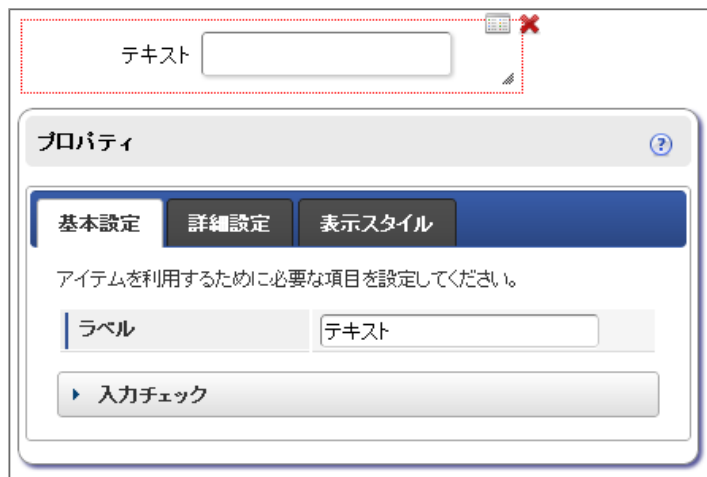 テキスト
プロパティ
?
基本設定 詳細設定 表示スタイル
アイテムを利用するために必要な項目を設定してください。
ラベル テキスト
入力チェック